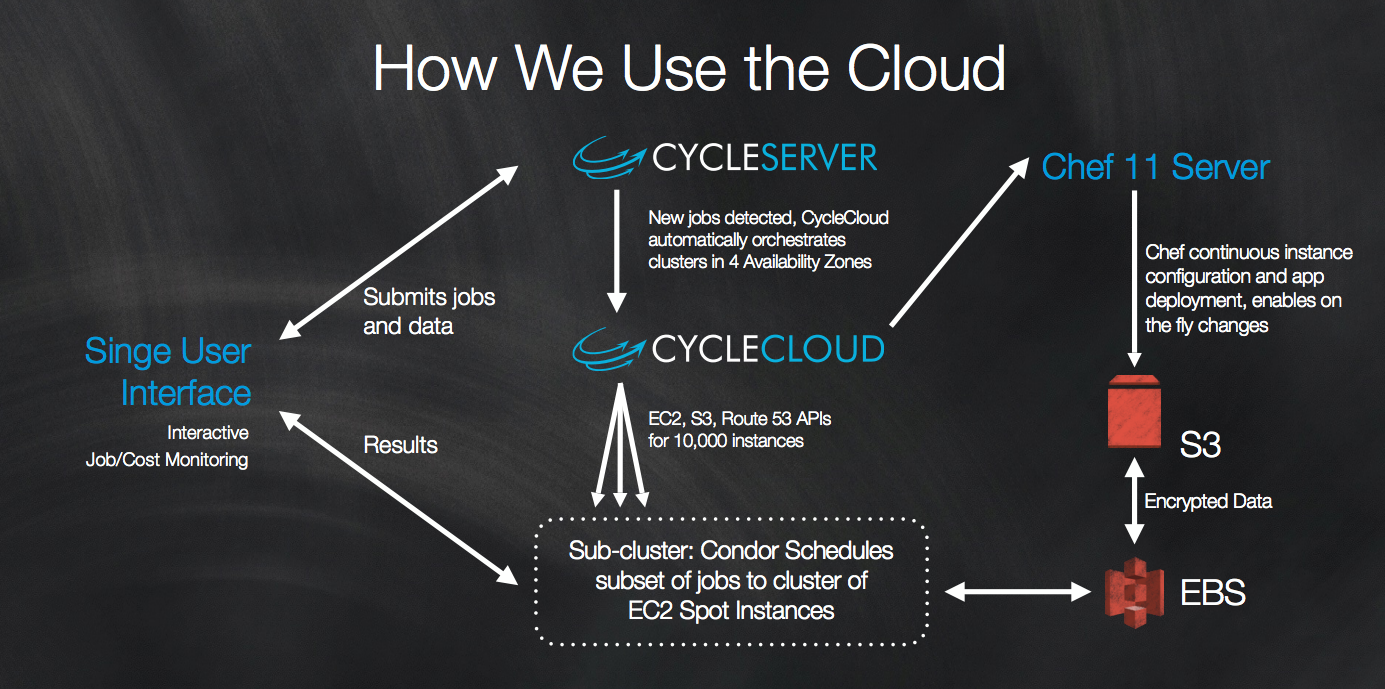 How We Use the Cloud
CYCLESERVER
Chef 11 Server
New jobs detected, CycleCloud
automatically orchestrates
clusters in 4 Availability Zones
Chef continuous instance
configuration and app
deployment, enables on
the fly changes
Submits jobs
and data
Singe User
Interface
Interactive
Job/Cost Monitoring
CYCLECLOUD
EC2, S3, Route 53 APIs
for 10,000 instances
Results
S3
Encrypted Data
Sub-cluster: Condor Schedules
subset of jobs to cluster of
EC2 Spot Instances
EBS